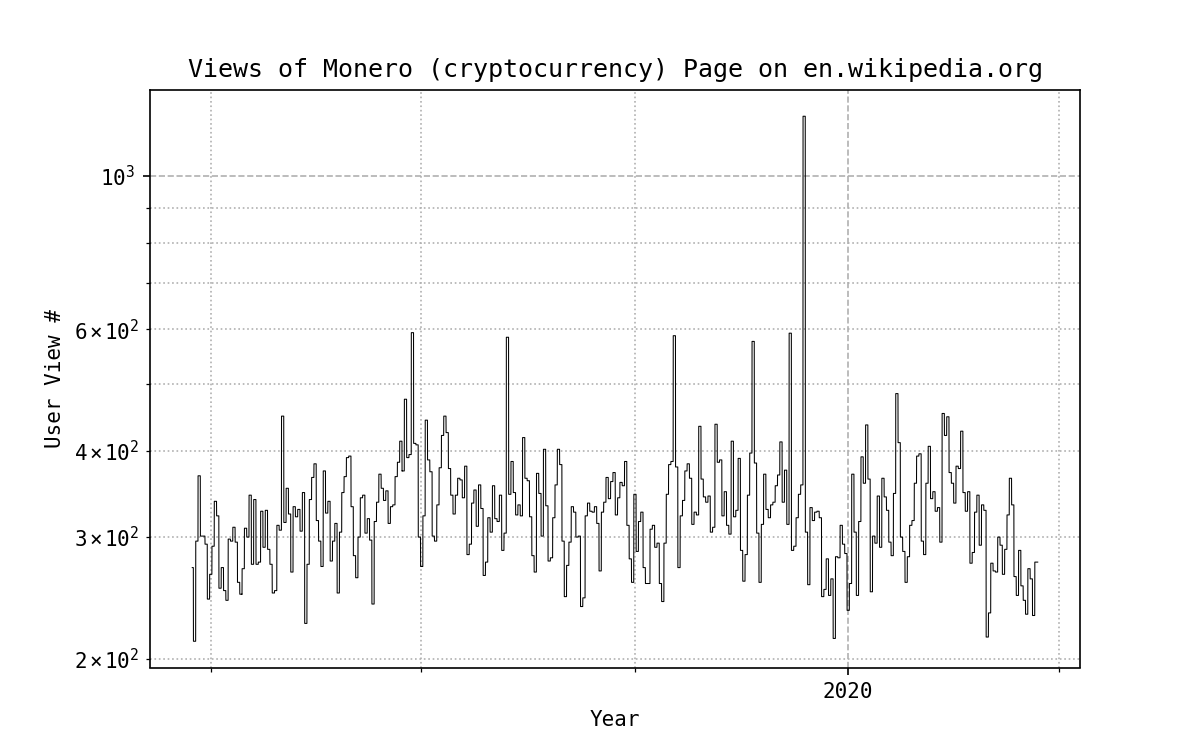 Views of Monero (cryptocurrency) Page on en.wikipedia.org
User View #
10³
6×10²
4×10²
3×10²
2×10²
2020
Year